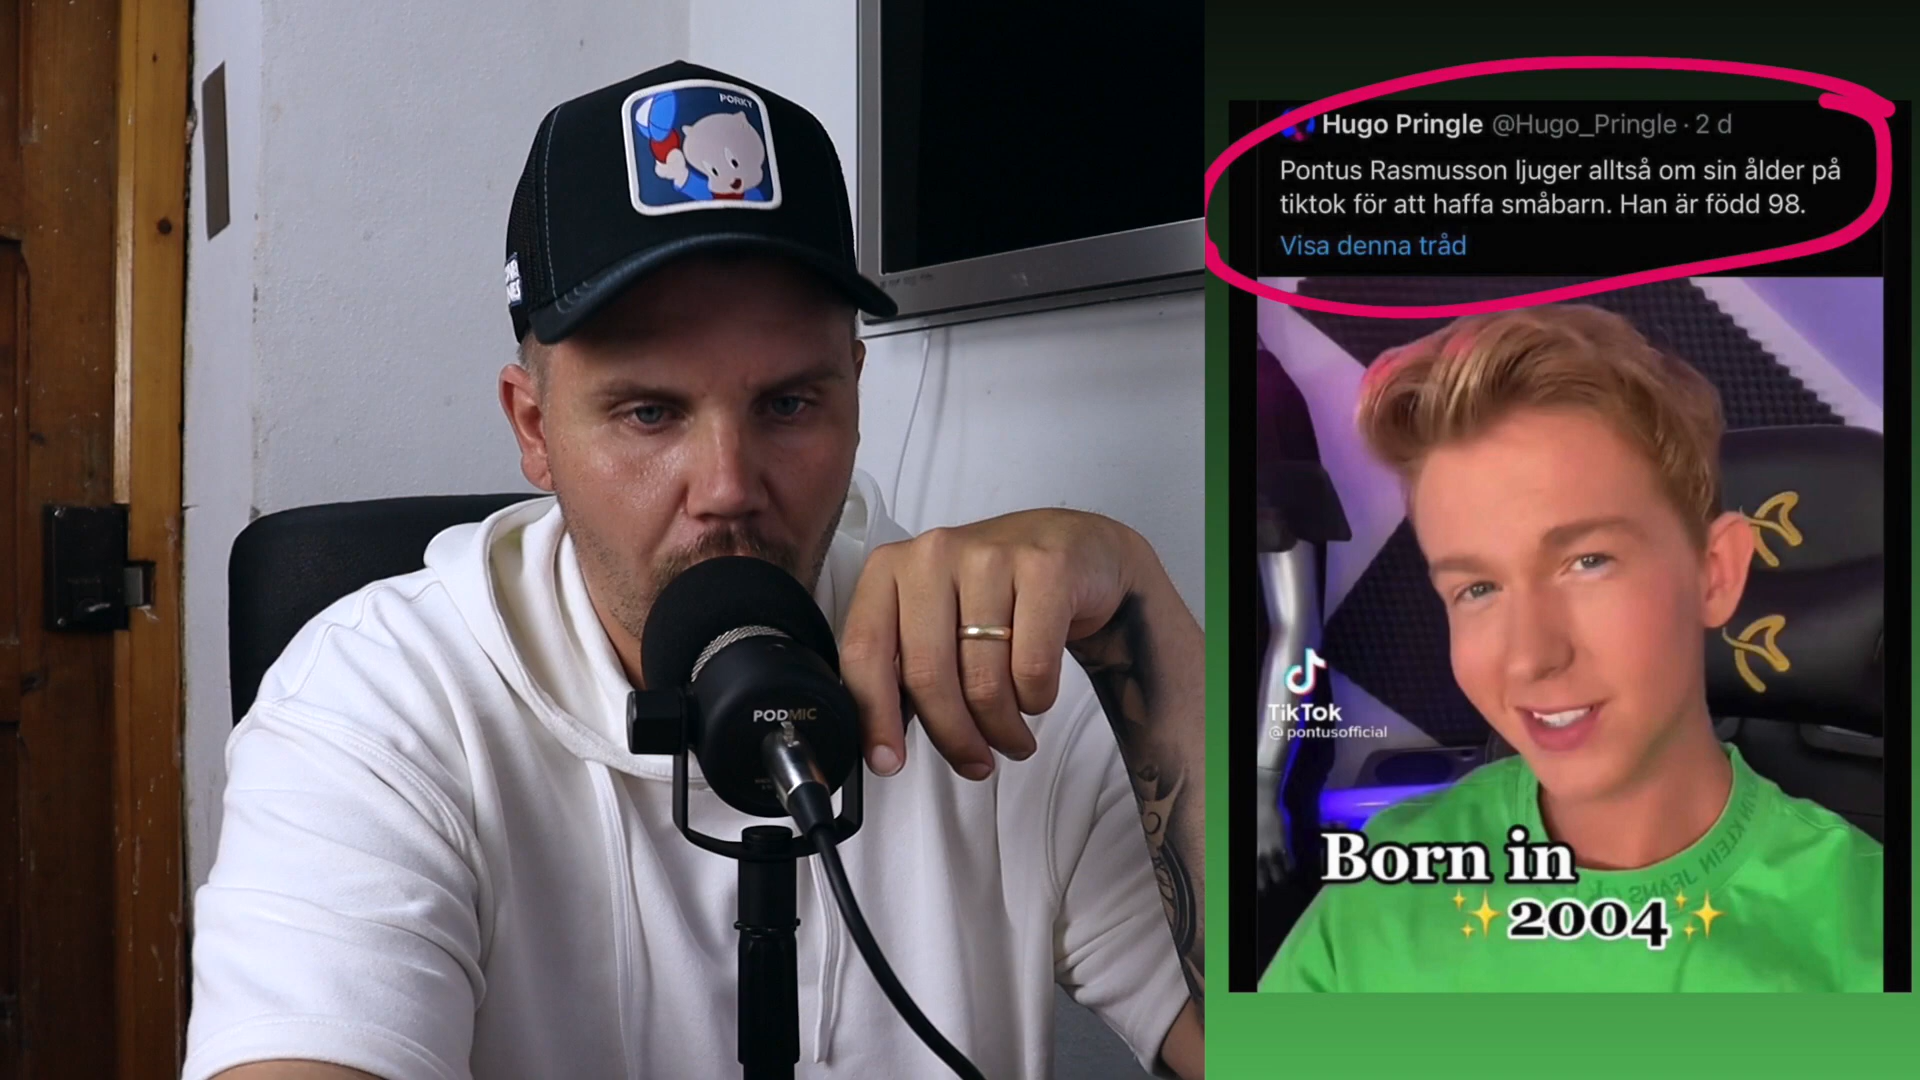 PORKY
PODMIC
Hugo Pringle @Hugo_Pringle · 2 d
Pontus Rasmusson ljuger alltså om sin ålder på
tiktok för att haffa småbarn. Han är född 98.
Visa denna tråd
TikTok
@pontusofficial
Born in
✨2004✨